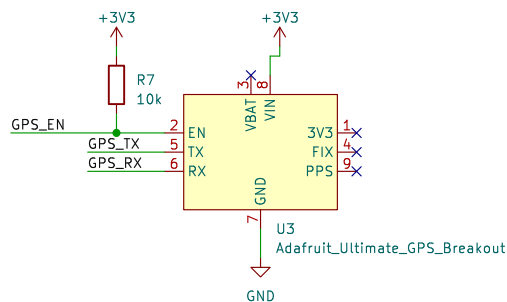 +3V3
+3V3
R7
10k
3
8
VBAT
VIN
GPS_EN
2
EN
3V3
1
GPS_TX
5
TX
FIX
4
GPS_RX
6
RX
PPS
9
GND
7
U3
Adafruit_Ultimate_GPS_Breakout
GND